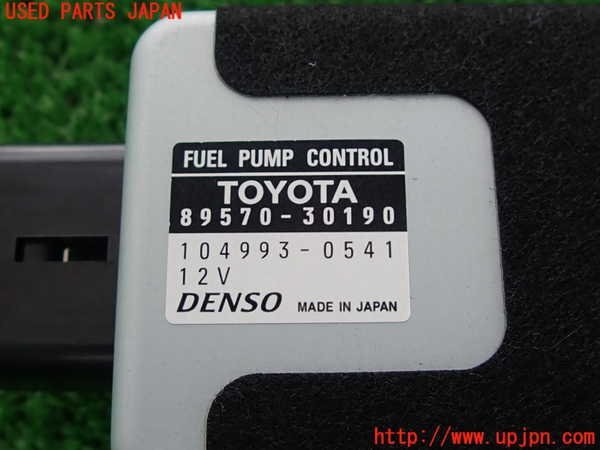 USED PARTS JAPAN
FUEL PUMP CONTROL
TOYOTA
89570-30190
104993-0541
12V
DENSO MADE IN JAPAN
http://www.upjpn.com/